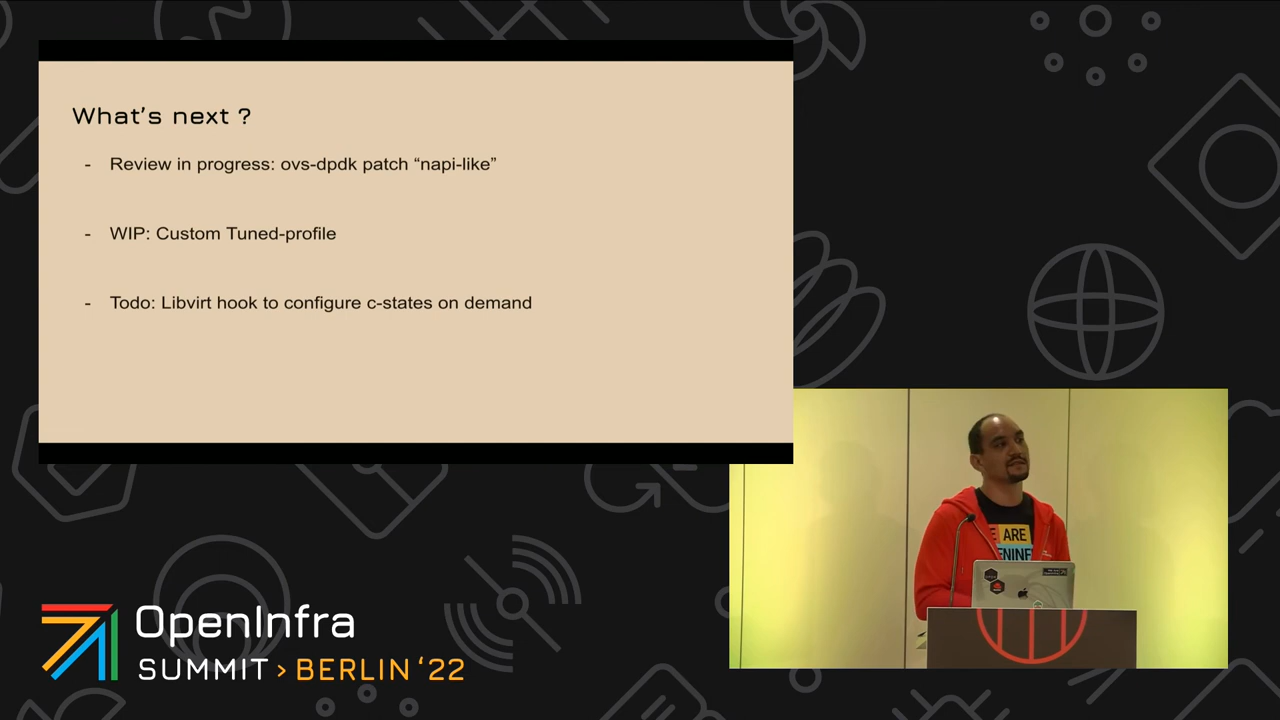 What's next ?
- Review in progress: ovs-dpdk patch “napi-like”
- WIP: Custom Tuned-profile
- Todo: Libvirt hook to configure c-states on demand
ARE
OpenInfra
SUMMIT > BERLIN ‘22